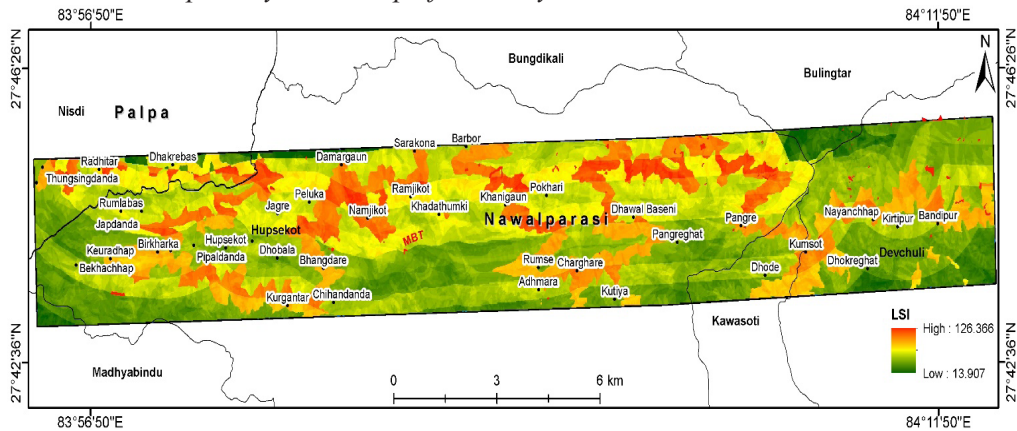 83°56'50"E 84°11'50"E
27°46'26"N
27°46'26"N
N
Bungdikali
Bulingtar
Nisdi
Palpa
Barbor
Sarakona
Damargaun
Dhakrebas
Radhitar
Thungsingdanda
Peluka
Ramjikot
Khanigaun
Pokhari
Rumlabas
Jagre
Namjikot
Khadathumki
Nawalparasi
Dhawal Baseni
Pangre
Nayanchhap
Kirtipur
Bandipur
Japdanda
Hupsekot
MBT
Pangreghat
Birkharka
Hupsekot
Keuradhap
Pipaldanda
Dhobala
Bhangdare
Kumsot
Devchuli
Bekhachhap
Rumse
Charghare
Dhode
Dhokreghat
Adhmara
Kurgantar
Chihandanda
Kutiya
Kawasoti
LSI
High : 126.366
Low : 13.907
Madhyabindu
27°42'36"N
27°42'36"N
0 3 6 km
83°56'50"E 84°11'50"E